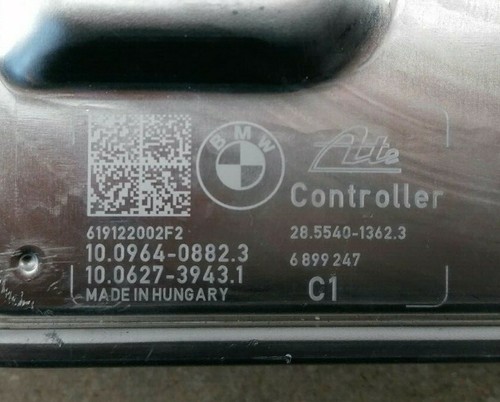 BMW
Ate
Controller
619122002F2
28.5540-1362.3
10.0964-0882.3
6 899 247
10.0627-3943.1
MADE IN HUNGARY
C1